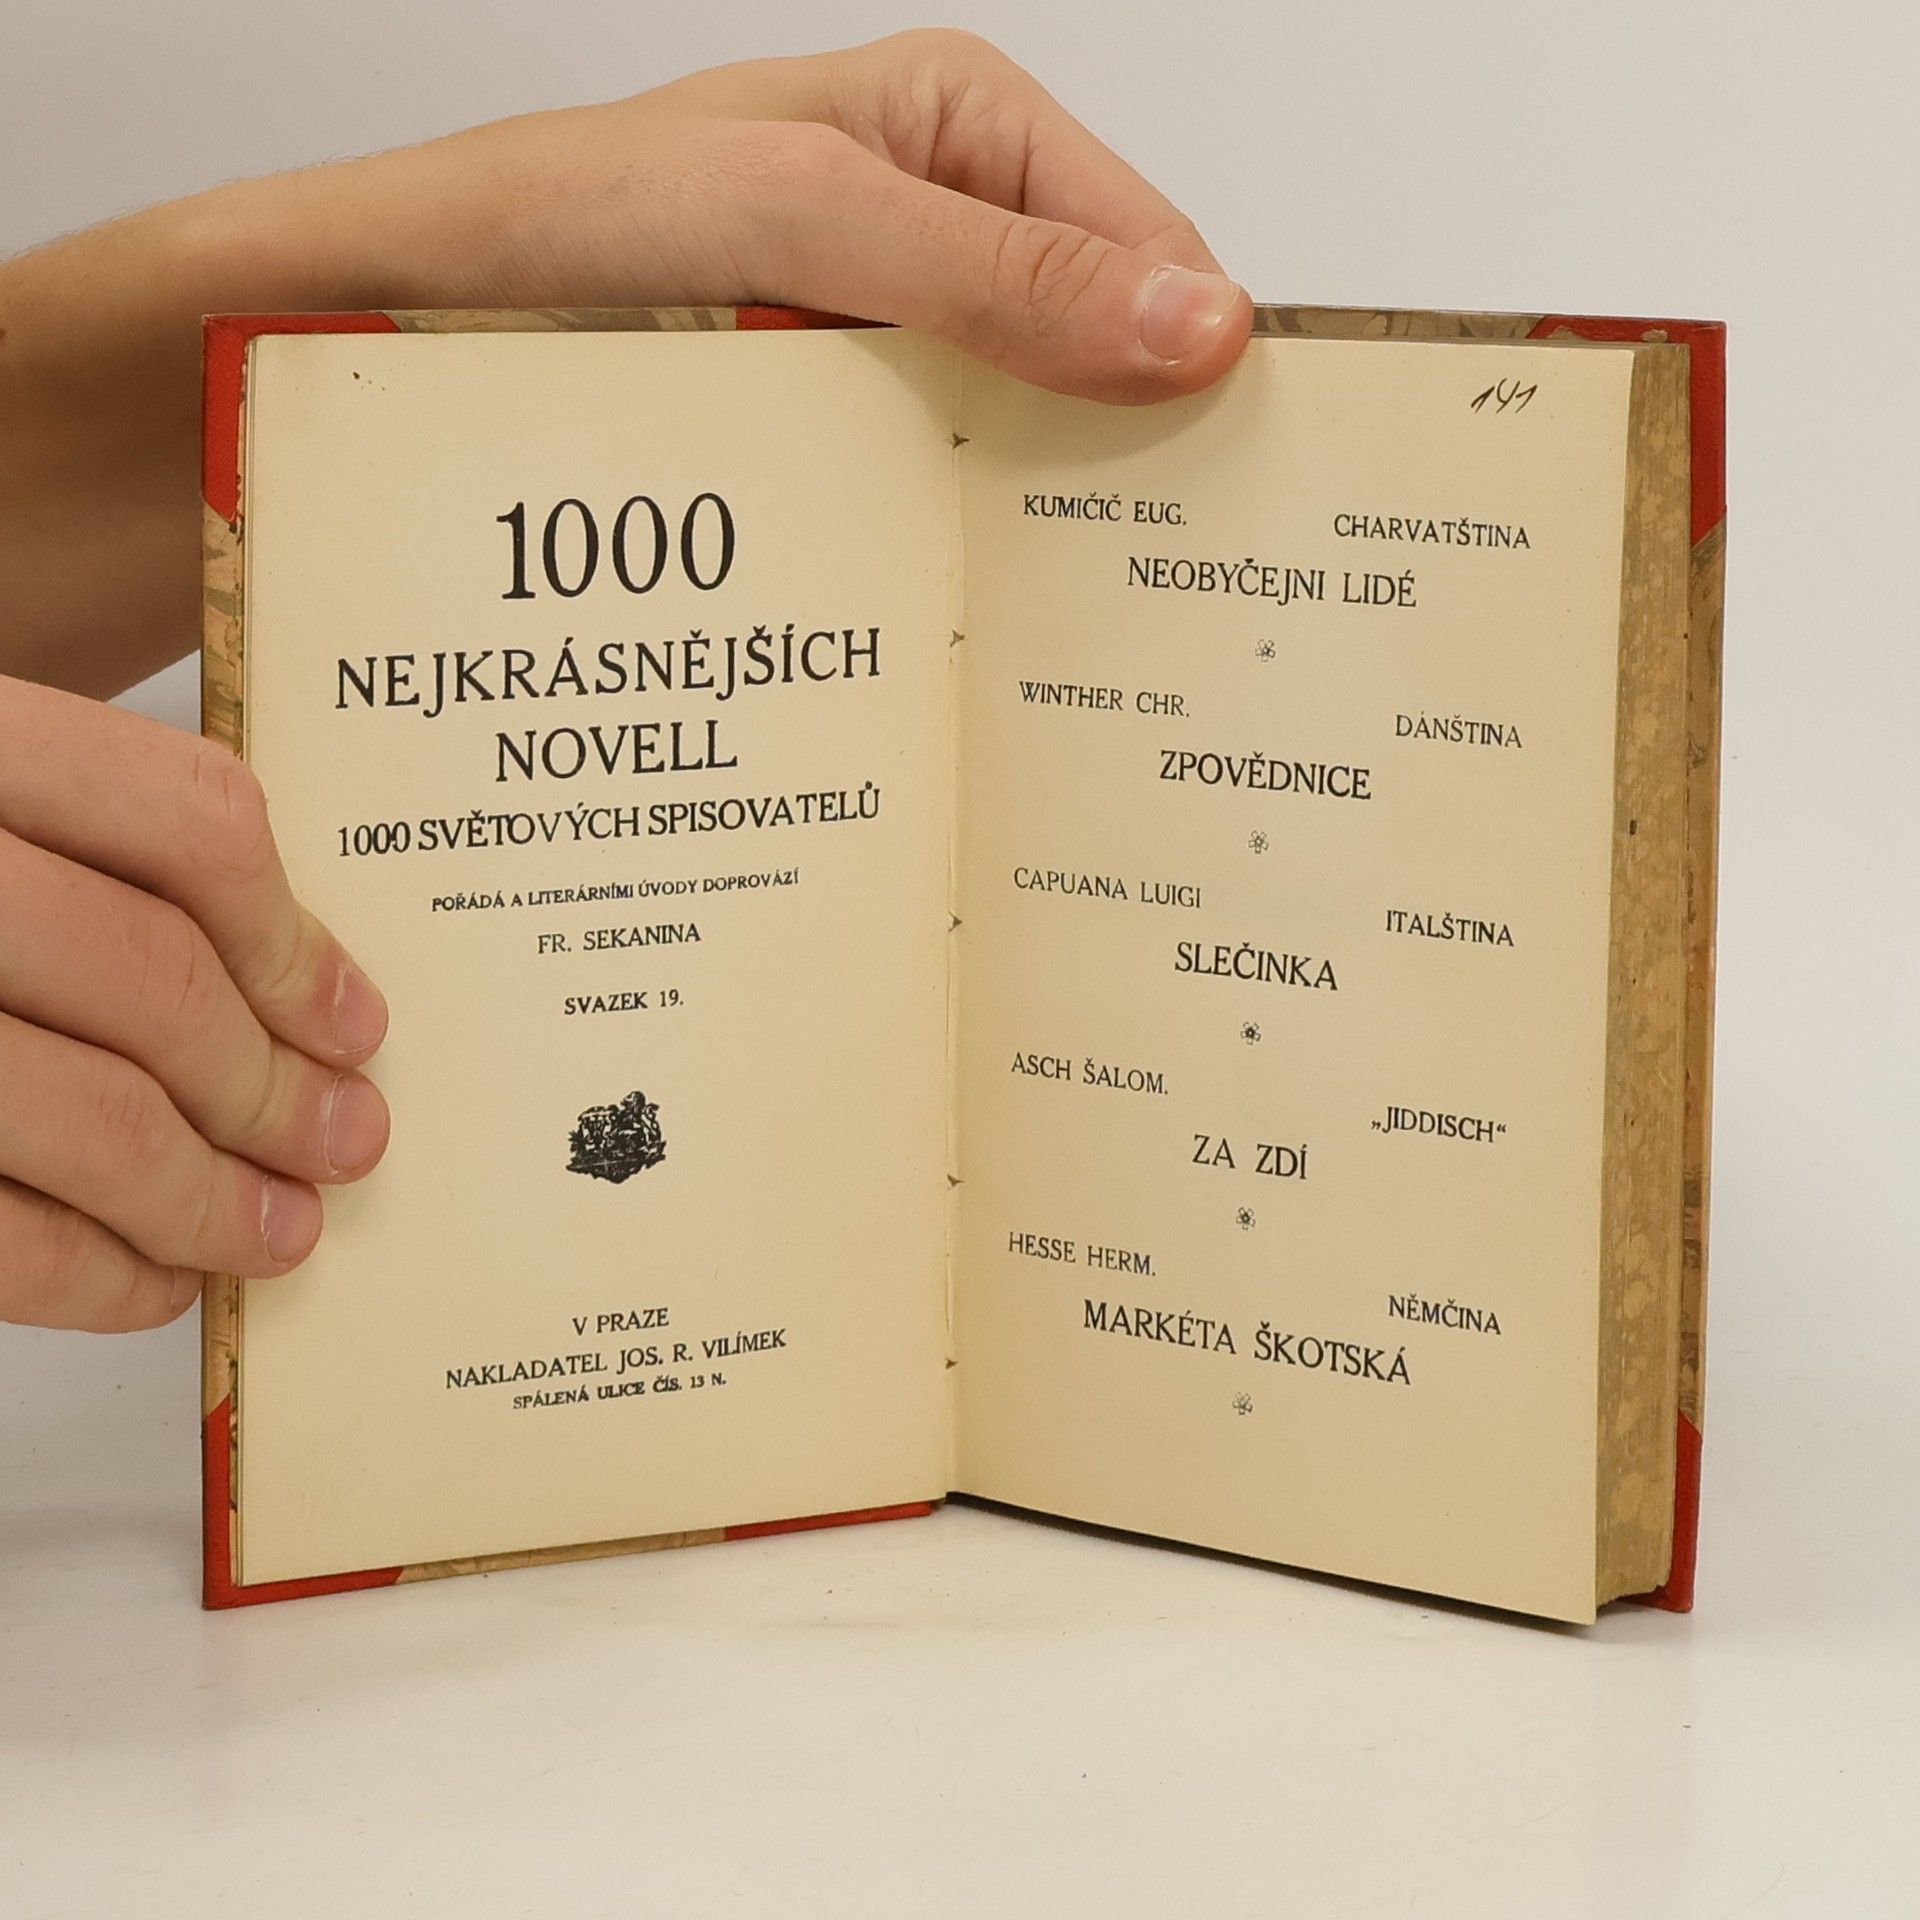 1000
NEJKRÁSNĚJŠÍCH
NOVELL
1000 SVĚTOVÝCH SPISOVATELŮ
POŘÁDÁ A LITERÁRNÍMI ÚVODY DOPROVÁZÍ
FR. SEKANINA
SVAZEK 19.
V PRAZE
NAKLADATEL JOS. R. VILÍMEK
SPÁLENÁ ULICE ČÍS. 13 N.
141
KUMIČIČ EUG.
CHARVATŠTINA
NEOBYČEJNI LIDÉ
WINTHER CHR.
DÁNŠTINA
ZPOVĚDNICE
CAPUANA LUIGI
ITALŠTINA
SLEČINKA
ASCH ŠALOM.
„JIDDISCH“
ZA ZDÍ
HESSE HERM.
NĚMČINA
MARKÉTA ŠKOTSKÁ